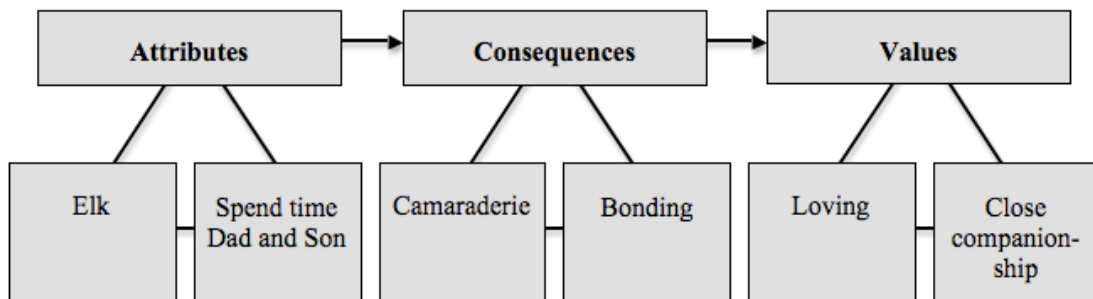 Attributes
Consequences
Values
Elk
Spend time
Dad and Son
Camaraderie
Bonding
Loving
Close
companion-
ship